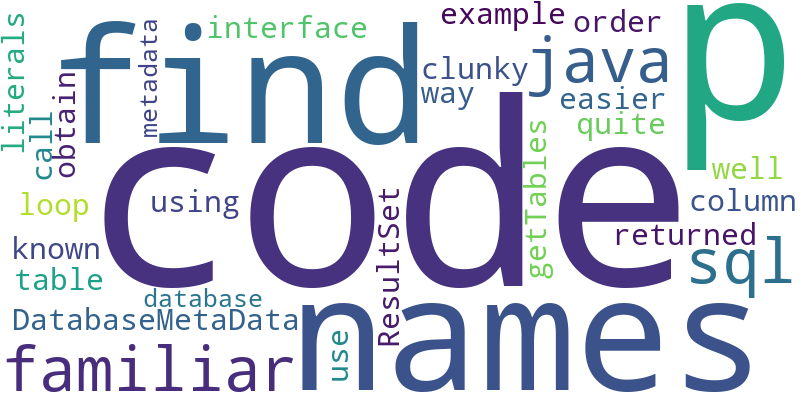 example
order
interface
metadata
literals
find
p
java
clunky
way
easier
quite
obtain
call
code
getTables
well
loop
using
column
known
ResultSet
returned
sql
table
database
DatabaseMetaData
names
use
familiar